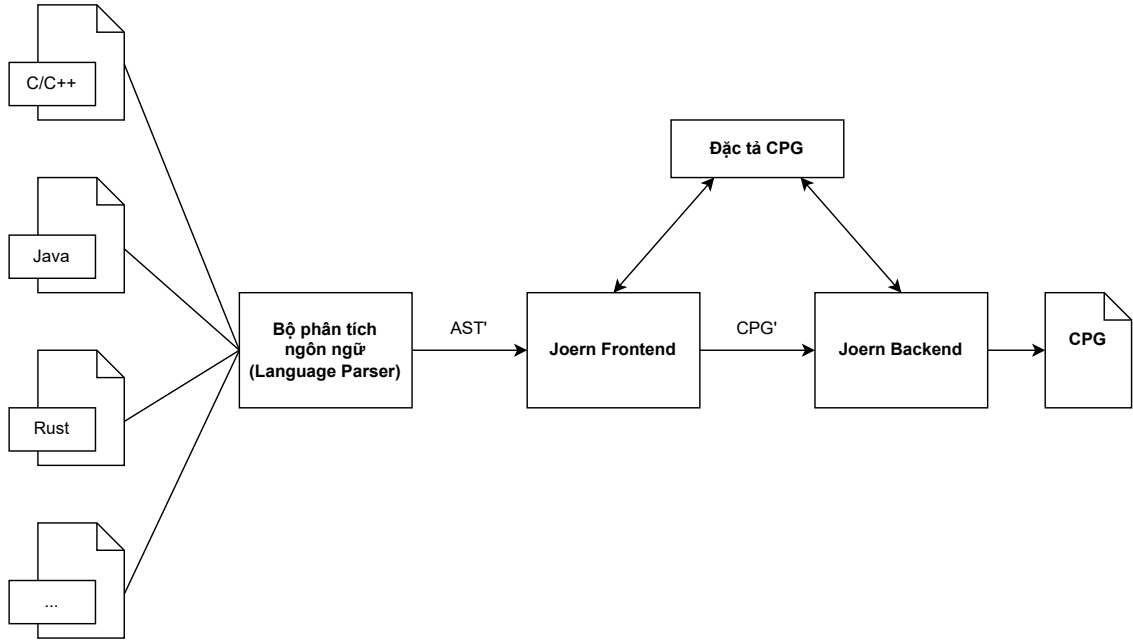 C/C++
Java
Rust
...
Bộ phân tích
ngôn ngữ
(Language Parser)
AST'
Joern Frontend
CPG'
Đặc tả CPG
Joern Backend
CPG